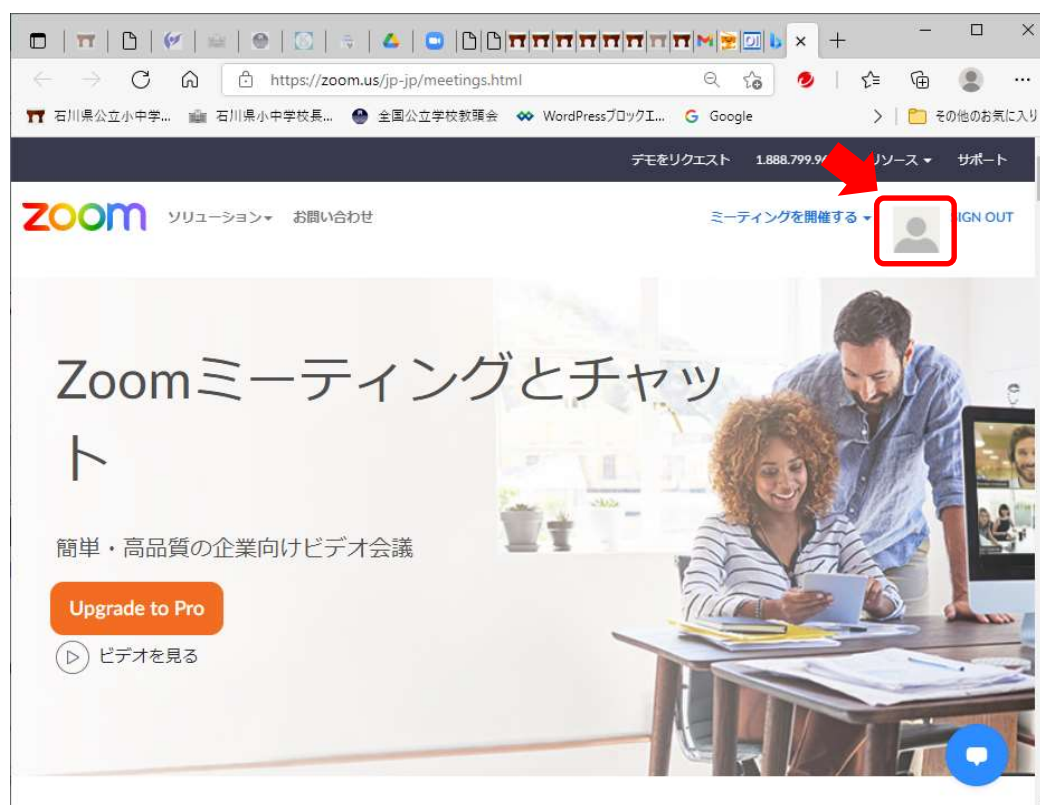 https://zoom.us/jp-jp/meetings.html
石川県公立小中学... 石川県小中学校長... 全国公立学校教頭会 WordPressブロックエ... Google その他のお気に入り
デモをリクエスト 1.888.799.9 リソース サポート
zoom ソリューション お問い合わせ ミーティングを開催する SIGN OUT
Zoomミーティングとチャッ
ト
簡単・高品質の企業向けビデオ会議
Upgrade to Pro
ビデオを見る